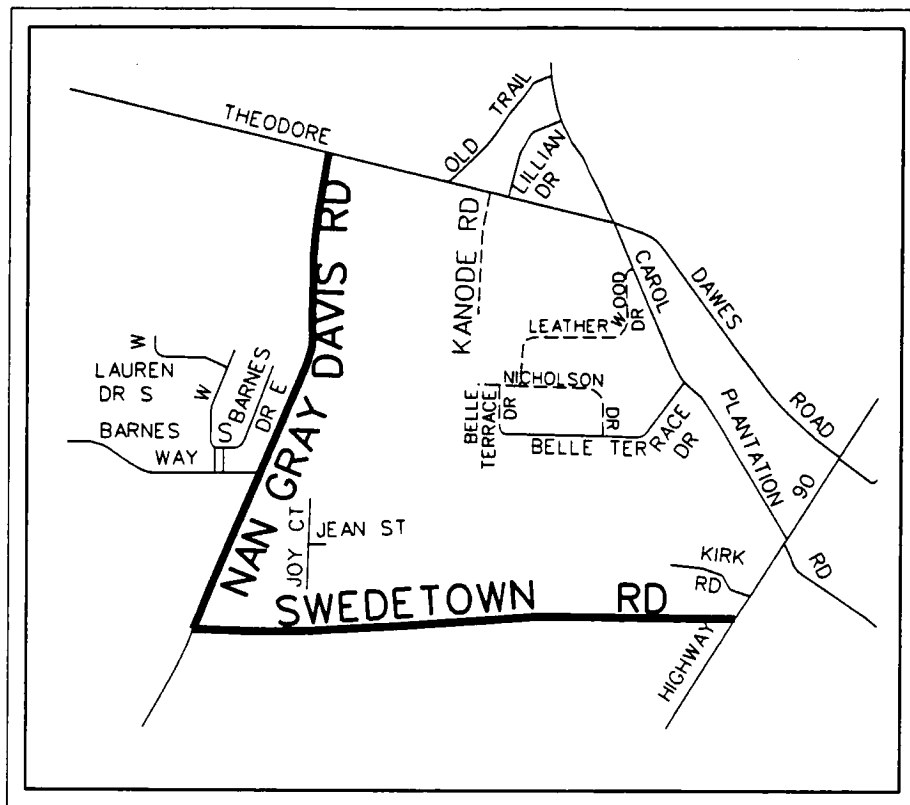 THEODORE
OLD TRAIL
LILLIAN
DR
NAN GRAY DAVIS RD
KANODE RD
CAROL
DAWES
ROAD
WOOD
DR
LEATHER
W
LAUREN
DR S
W
S BARNES
DR E
NICHOLSON
DR
BELLE
TERRACE
DR
BELLE TERRACE
DR
PLANTATION
RD
BARNES
WAY
90
JOY CT
JEAN ST
KIRK
RD
SWEDETOWN RD
HIGHWAY